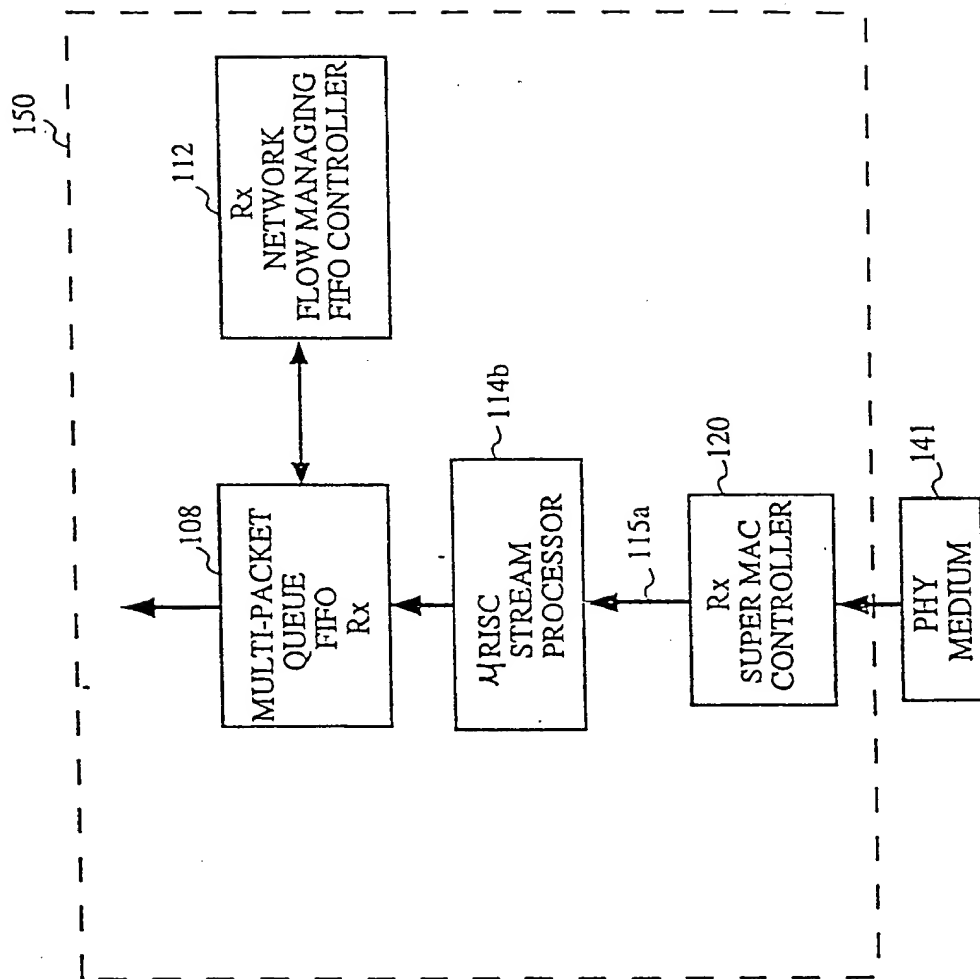 150
112
Rx
NETWORK
FLOW MANAGING
FIFO CONTROLLER
108
MULTI-PACKET
QUEUE
FIFO
Rx
114b
μRISC
STREAM
PROCESSOR
115a
120
Rx
SUPER MAC
CONTROLLER
141
PHY
MEDIUM